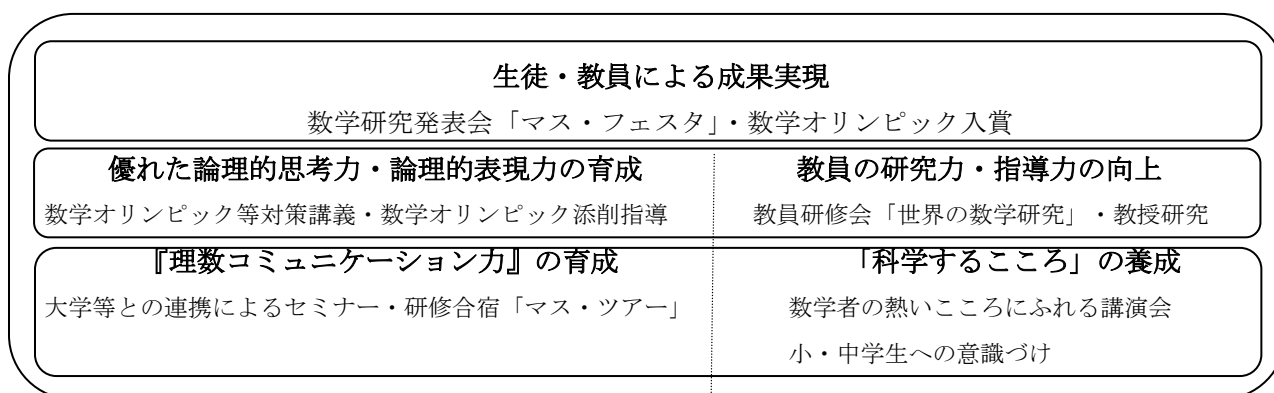 生徒・教員による成果実現
数学研究発表会「マス・フェスタ」・数学オリンピック入賞
優れた論理的思考力・論理的表現力の育成
数学オリンピック等対策講義・数学オリンピック添削指導
教員の研究力・指導力の向上
教員研修会「世界の数学研究」・教授研究
『理数コミュニケーション力』の育成
大学等との連携によるセミナー・研修合宿「マス・ツアー」
「科学するこころ」の養成
数学者の熱いこころにふれる講演会
小・中学生への意識づけ